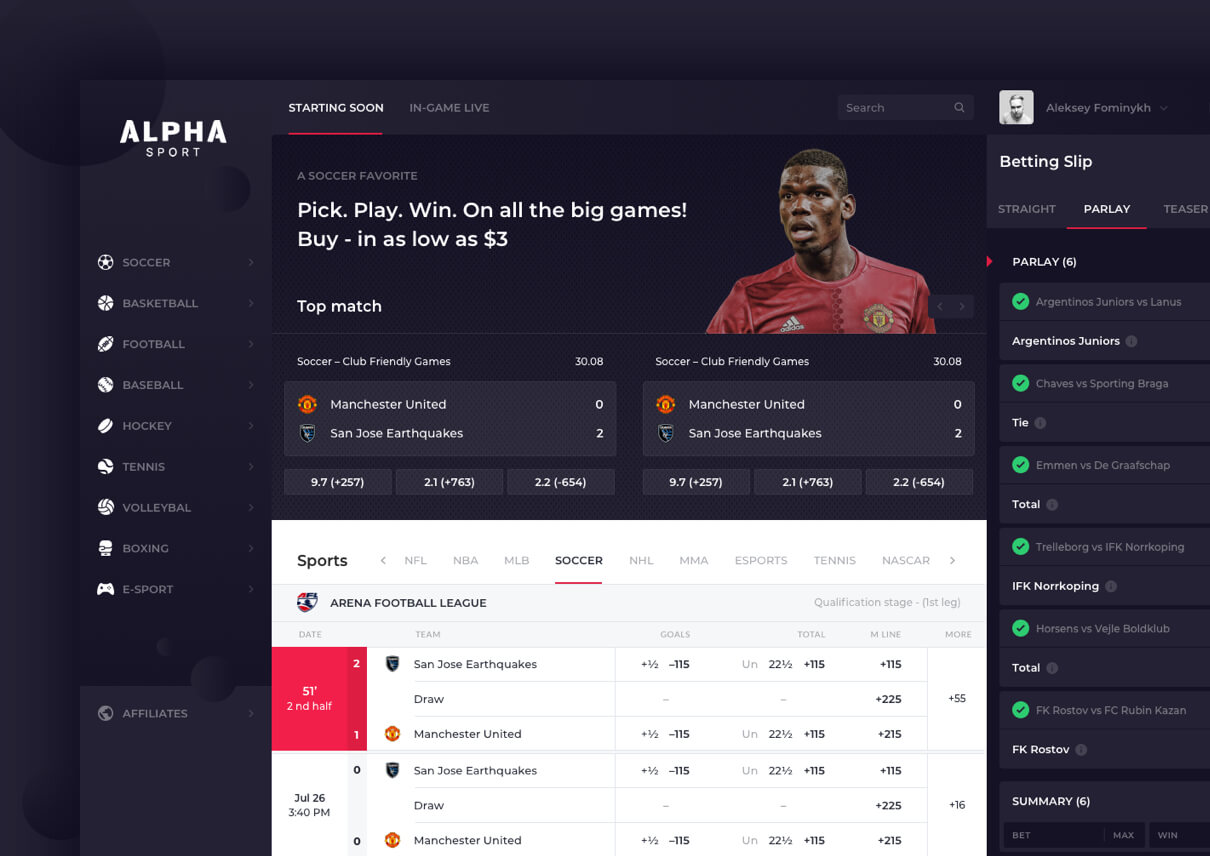 STARTING SOON
IN-GAME LIVE
Search
Aleksey Fominykh
ALPHA
SPORT
SOCCER
BASKETBALL
FOOTBALL
BASEBALL
HOCKEY
TENNIS
VOLLEYBAL
BOXING
E-SPORT
AFFILIATES
A SOCCER FAVORITE
Pick. Play. Win. On all the big games!
Buy - in as low as $3
Top match
adidas
Soccer – Club Friendly Games 30.08
Manchester United 0
San Jose Earthquakes 2
9.7 (+257) 2.1 (+763) 2.2 (-654)
Soccer – Club Friendly Games 30.08
Manchester United 0
San Jose Earthquakes 2
9.7 (+257) 2.1 (+763) 2.2 (-654)
Sports NFL NBA MLB SOCCER NHL MMA ESPORTS TENNIS NASCAR
ARENA FOOTBALL LEAGUE Qualification stage - (1st leg)
DATE TEAM GOALS TOTAL M LINE MORE
51’
2 nd half
2 San Jose Earthquakes +½ –115 Un 22½ +115 +115
Draw – – +225 +55
1 Manchester United +½ –115 Un 22½ +115 +215
Jul 26
3:40 PM
0 San Jose Earthquakes +½ –115 Un 22½ +115 +115
Draw – – +225 +16
0 Manchester United +½ –115 Un 22½ +115 +215
Betting Slip
STRAIGHT PARLAY TEASER
PARLAY (6)
Argentinos Juniors vs Lanus
Argentinos Juniors
Chaves vs Sporting Braga
Tie
Emmen vs De Graafschap
Total
Trelleborg vs IFK Norrkoping
IFK Norrkoping
Horsens vs Vejle Boldklub
Total
FK Rostov vs FC Rubin Kazan
FK Rostov
SUMMARY (6)
BET MAX WIN